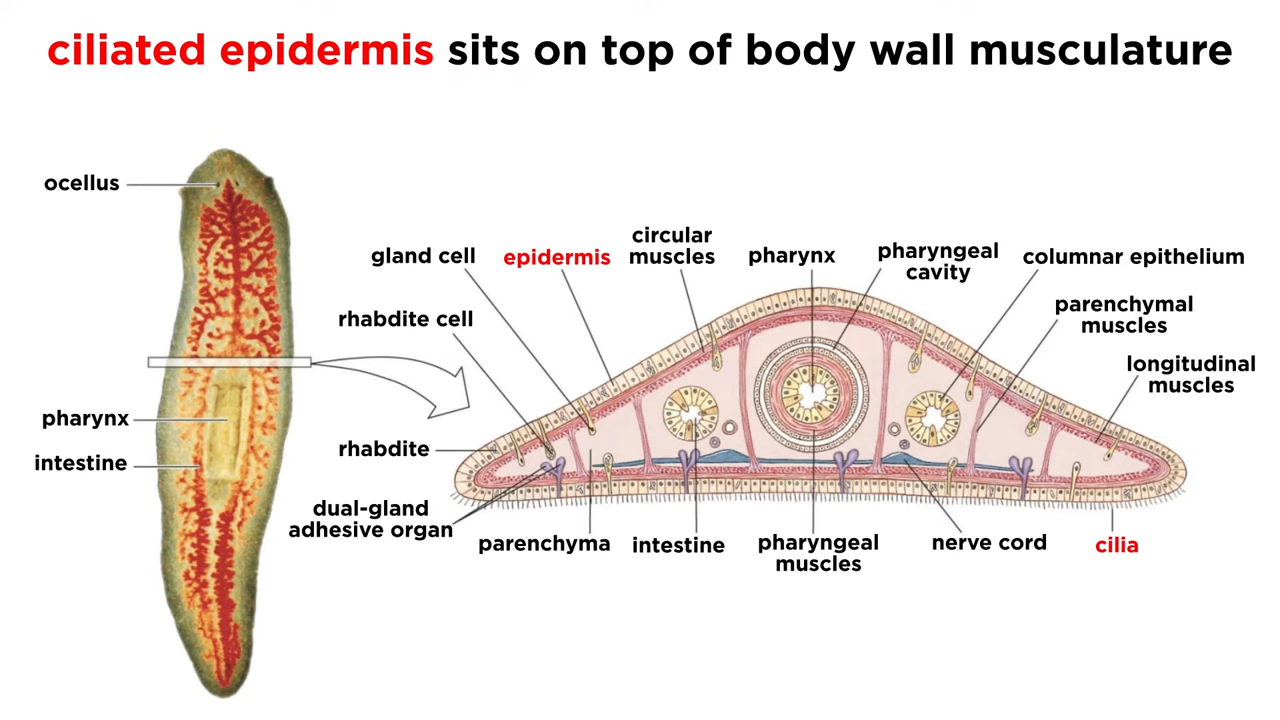 ciliated epidermis sits on top of body wall musculature
ocellus
pharynx
intestine
gland cell
epidermis
circular
muscles
pharynx
pharyngeal
cavity
columnar epithelium
rhabdite cell
parenchymal
muscles
longitudinal
muscles
rhabdite
dual-gland
adhesive organ
parenchyma
intestine
pharyngeal
muscles
nerve cord
cilia